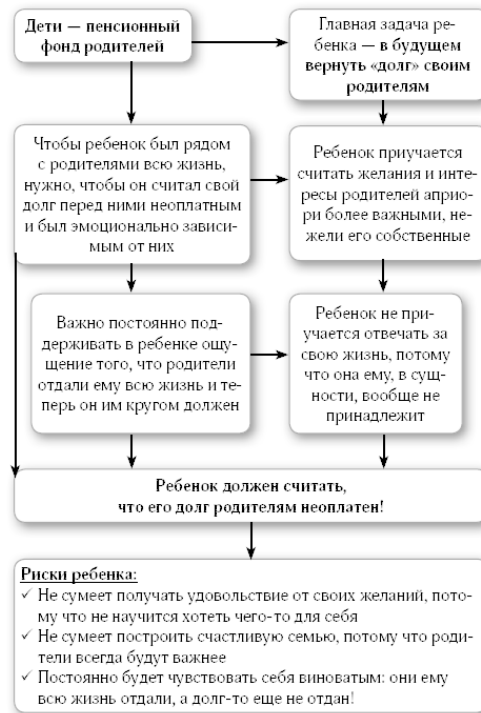 Дети — пенсионный
фонд родителей
Главная задача ре-
бенка — в будущем
вернуть «долг» своим
родителям
Чтобы ребенок был рядом
с родителями всю жизнь,
нужно, чтобы он считал свой
долг перед ними неоплатным
и был эмоционально зависи-
мым от них
Ребенок приучается
считать желания и инте-
ресы родителей апри-
ори более важными, не-
жели его собственные
Важно постоянно под-
держивать в ребенке ощу-
щение того, что родители
отдали ему всю жизнь и те-
перь он им кругом должен
Ребенок не при-
учается отвечать за
свою жизнь, потому
что она ему, в сущ-
ности, вообще не
принадлежит
Ребенок должен считать,
что его долг родителям неоплатен!
Риски ребенка:
✓ Не сумеет получать удовольствие от своих желаний, пото-
му что не научится хотеть чего-то для себя
✓ Не сумеет построить счастливую семью, потому что роди-
тели всегда будут важнее
✓ Постоянно будет чувствовать себя виноватым: они ему
всю жизнь отдали, а долг-то еще не отдан!